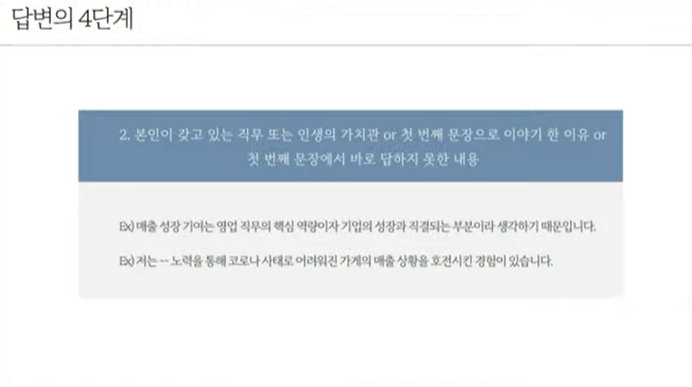 답변의 4단계
2. 본인이 갖고 있는 직무 또는 인생의 가치관 or 첫 번째 문장으로 이야기 한 이유 or
첫 번째 문장에서 바로 답하지 못한 내용
Ex) 매출 성장 기여는 영업 직무의 핵심 역량이자 기업의 성장과 직결되는 부분이라 생각하기 때문입니다.
Ex) 저는 -- 노력을 통해 코로나 사태로 어려워진 가게의 매출 상황을 호전시킨 경험이 있습니다.